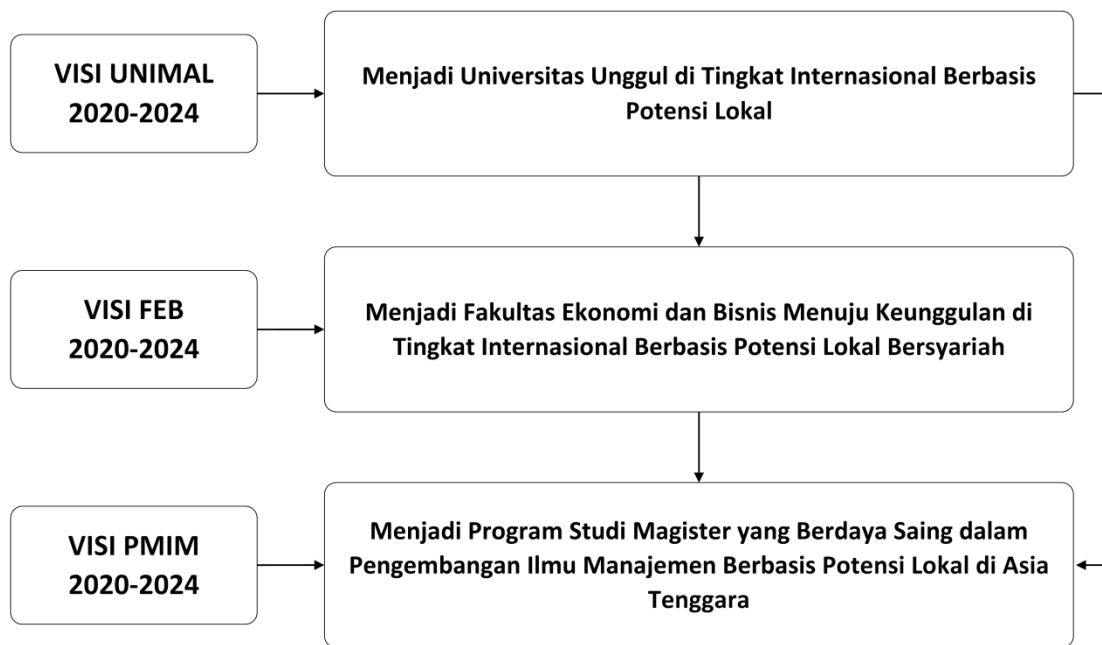 VISI UNIMAL
2020-2024
Menjadi Universitas Unggul di Tingkat Internasional Berbasis
Potensi Lokal
VISI FEB
2020-2024
Menjadi Fakultas Ekonomi dan Bisnis Menuju Keunggulan di
Tingkat Internasional Berbasis Potensi Lokal Bersyariah
VISI PMIM
2020-2024
Menjadi Program Studi Magister yang Berdaya Saing dalam
Pengembangan Ilmu Manajemen Berbasis Potensi Lokal di Asia
Tenggara